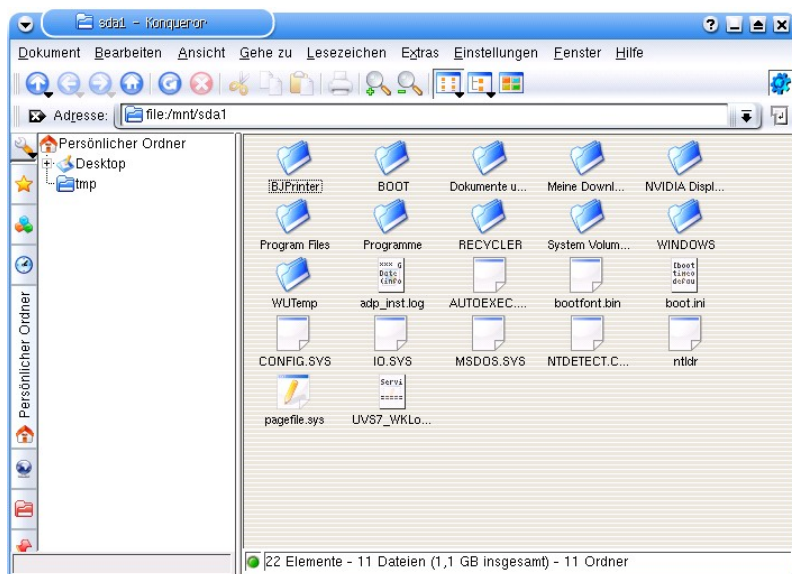 sda1 - Konqueror
Dokument Bearbeiten Ansicht Gehe zu Lesezeichen Extras Einstellungen Fenster Hilfe
Adresse: file:/mnt/sda1
Persönlicher Ordner
Desktop
tmp
Persönlicher Ordner
BJPrinter BOOT Dokumente u... Meine Downl... NVIDIA Displ...
Program Files Programme RECYCLER System Volum... WINDOWS
WUTemp adp_inst.log AUTOEXEC.... bootfont.bin boot.ini
CONFIG.SYS IO.SYS MSDOS.SYS NTDETECT.C... ntldr
pagefile.sys UVS7_WKLo...
22 Elemente - 11 Dateien (1,1 GB insgesamt) - 11 Ordner